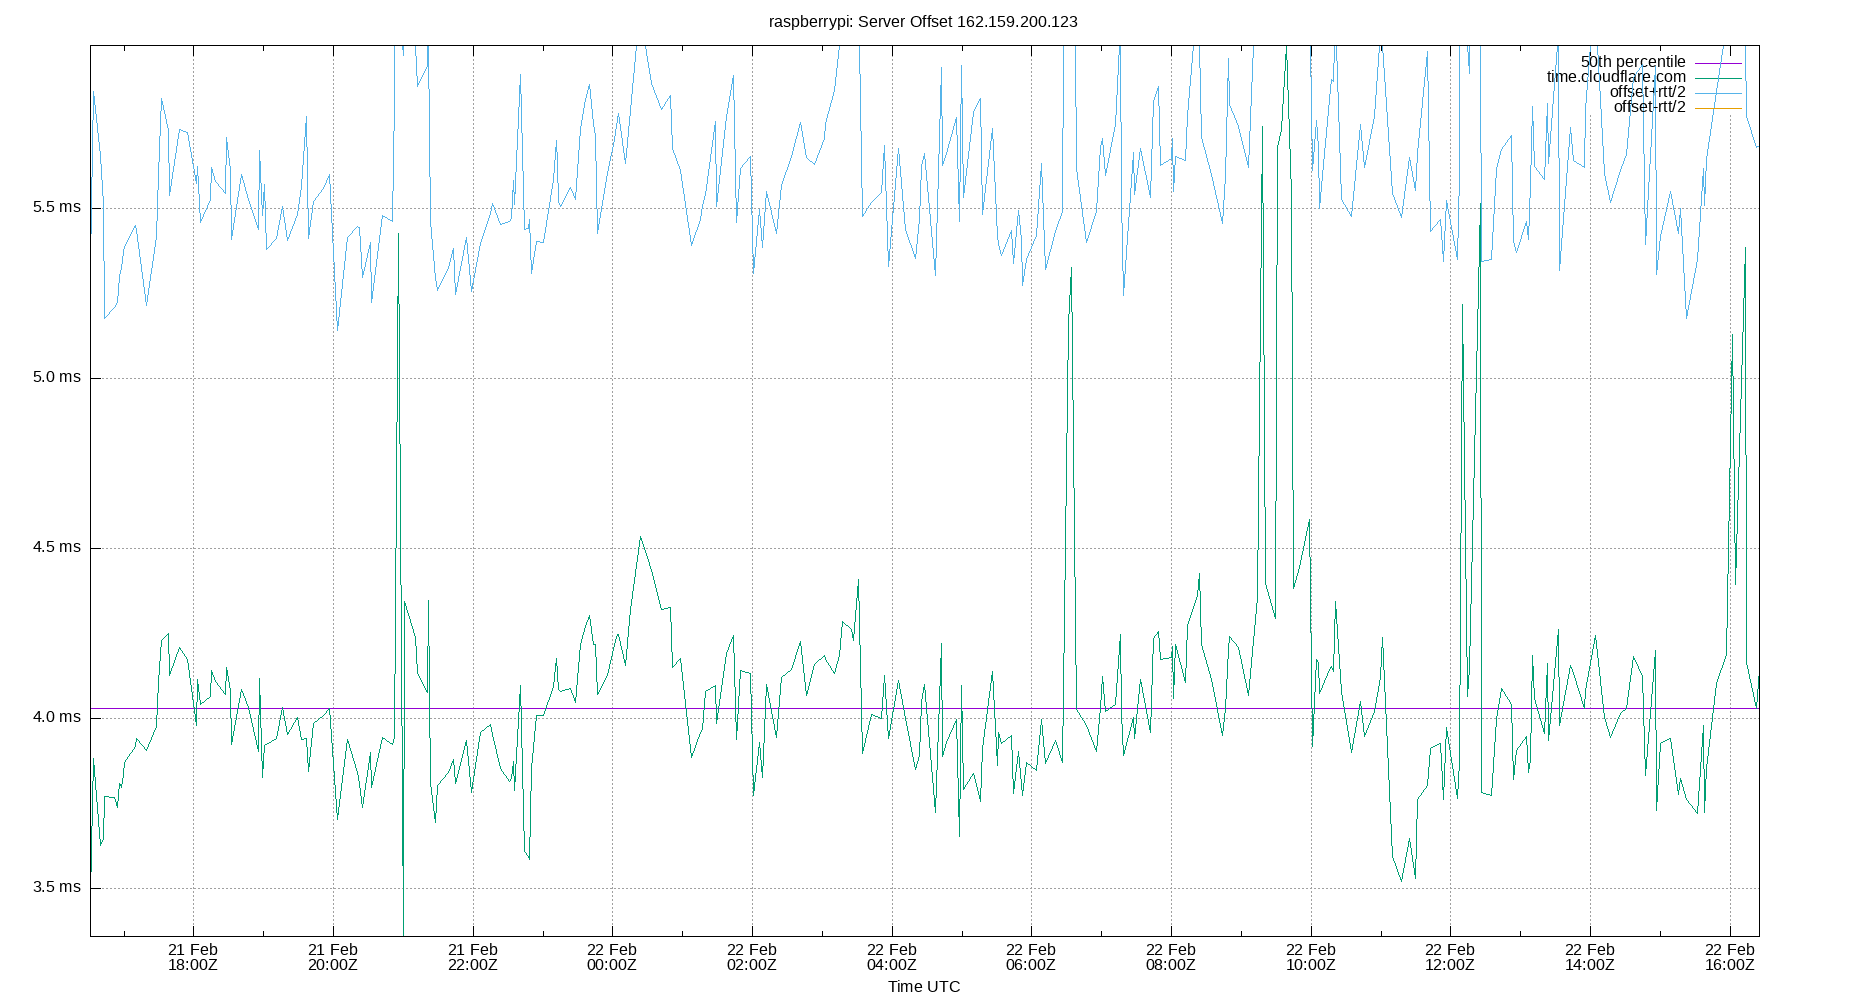 raspberrypi: Server Offset 162.159.200.123
50th percentile
time.cloudflare.com
offset+rtt/2
offset-rtt/2
5.5 ms
5.0 ms
4.5 ms
4.0 ms
3.5 ms
21 Feb 21 Feb 21 Feb 22 Feb 22 Feb 22 Feb 22 Feb 22 Feb 22 Feb 22 Feb 22 Feb 22 Feb
18:00Z 20:00Z 22:00Z 00:00Z 02:00Z 04:00Z 06:00Z 08:00Z 10:00Z 12:00Z 14:00Z 16:00Z
Time UTC